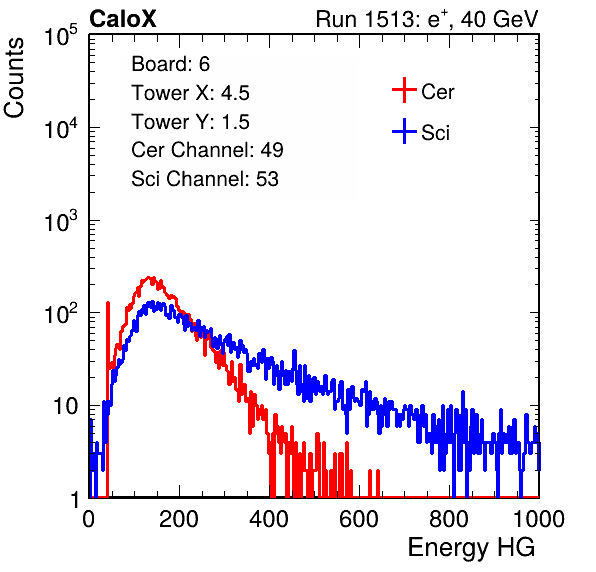 CaloX Run 1513: e⁺, 40 GeV
Counts
10⁵
10⁴
10³
10²
10
1
Board: 6
Tower X: 4.5
Tower Y: 1.5
Cer Channel: 49
Sci Channel: 53
Cer
Sci
0 200 400 600 800 1000
Energy HG